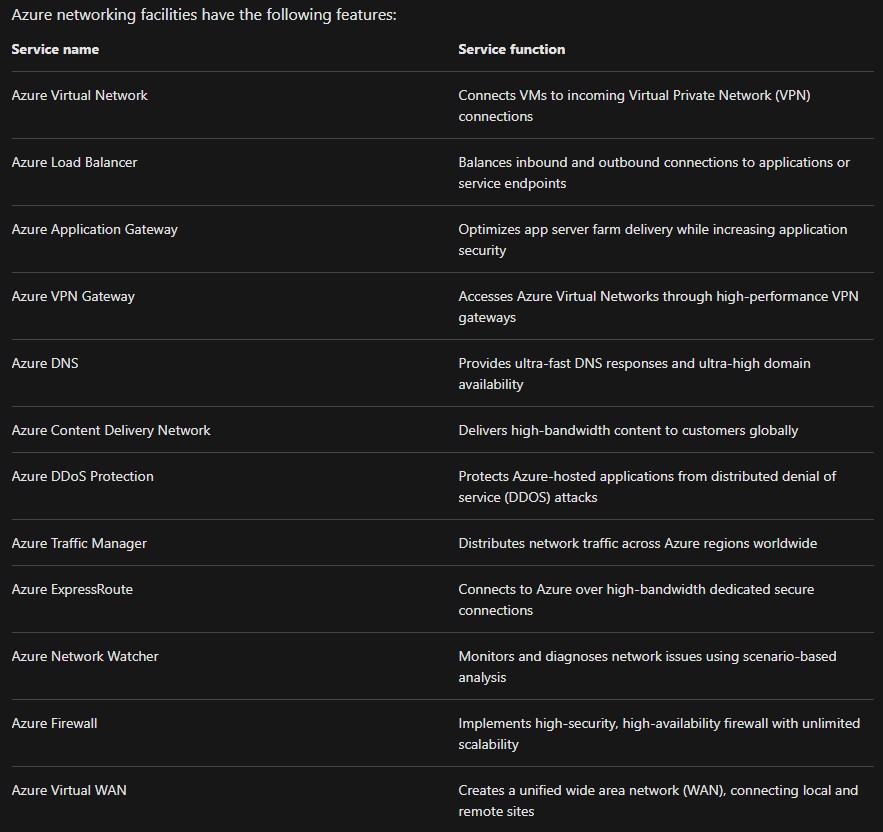 Azure networking facilities have the following features:
Service name Service function
Azure Virtual Network Connects VMs to incoming Virtual Private Network (VPN)
connections
Azure Load Balancer Balances inbound and outbound connections to applications or
service endpoints
Azure Application Gateway Optimizes app server farm delivery while increasing application
security
Azure VPN Gateway Accesses Azure Virtual Networks through high-performance VPN
gateways
Azure DNS Provides ultra-fast DNS responses and ultra-high domain
availability
Azure Content Delivery Network Delivers high-bandwidth content to customers globally
Azure DDoS Protection Protects Azure-hosted applications from distributed denial of
service (DDOS) attacks
Azure Traffic Manager Distributes network traffic across Azure regions worldwide
Azure ExpressRoute Connects to Azure over high-bandwidth dedicated secure
connections
Azure Network Watcher Monitors and diagnoses network issues using scenario-based
analysis
Azure Firewall Implements high-security, high-availability firewall with unlimited
scalability
Azure Virtual WAN Creates a unified wide area network (WAN), connecting local and
remote sites